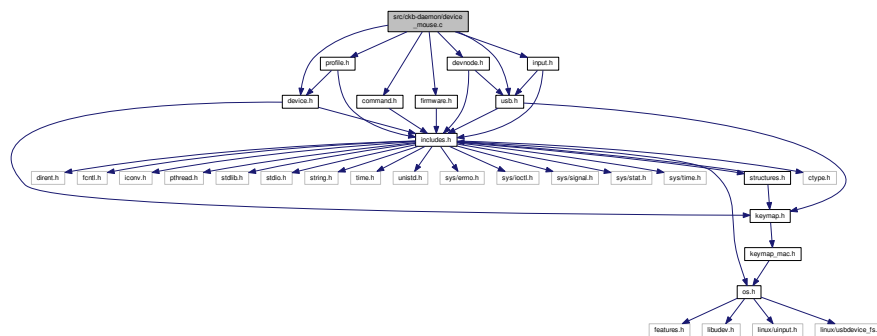 src/ckb-daemon/device
_mouse.c
profile.h
devnode.h
input.h
device.h
command.h
firmware.h
usb.h
includes.h
dirent.h
fcntl.h
iconv.h
pthread.h
stdlib.h
stdio.h
string.h
time.h
unistd.h
sys/errno.h
sys/ioctl.h
sys/signal.h
sys/stat.h
sys/time.h
structures.h
ctype.h
keymap.h
keymap_mac.h
os.h
features.h
libudev.h
linux/uinput.h
linux/usbdevice_fs.